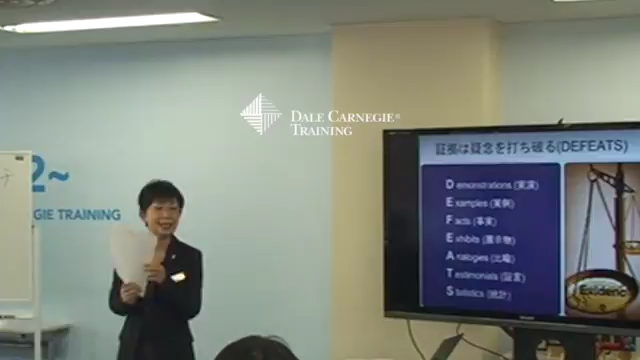 DALE CARNEGIE®
TRAINING
2~
GIE TRAINING
証拠は疑念を打ち破る(DEFEATS)
Demonstrations (実演)
Examples (実例)
Facts (事実)
Exhibits (展示物)
Analogies (比喩)
Testimonials (証言)
Statistics (統計)
Evidence